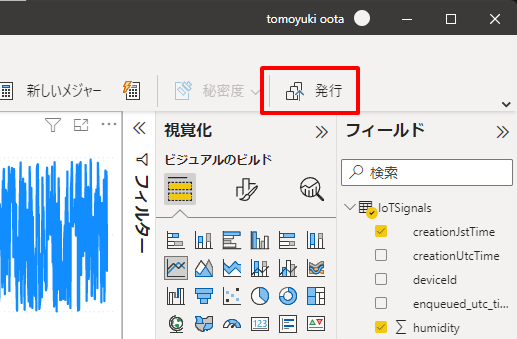 tomoyuki oota
新しいメジャー
秘密度
発行
フィルター
視覚化
ビジュアルのビルド
123
フィールド
検索
IoTSignals
creationJstTime
creationUtcTime
deviceId
enqueued_utc_ti...
∑ humidity